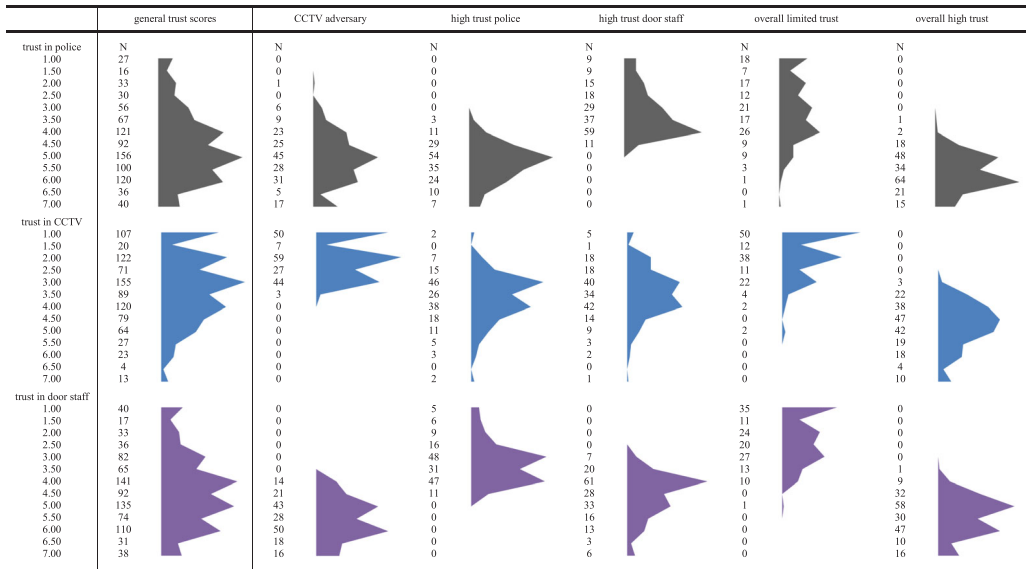 general trust scores CCTV adversary high trust police high trust door staff overall limited trust overall high trust
trust in police N N N N N N
1.00 27 0 0 9 18 0
1.50 16 0 0 9 7 0
2.00 33 1 0 15 17 0
2.50 30 0 0 18 12 0
3.00 56 6 0 29 21 0
3.50 67 9 3 37 17 1
4.00 121 23 11 59 26 2
4.50 92 25 29 11 9 18
5.00 156 45 54 0 9 48
5.50 100 28 35 0 3 34
6.00 120 31 24 0 1 64
6.50 36 5 10 0 0 21
7.00 40 17 7 0 1 15
trust in CCTV
1.00 107 50 2 5 50 0
1.50 20 7 0 1 12 0
2.00 122 59 7 18 38 0
2.50 71 27 15 18 11 0
3.00 155 44 46 40 22 3
3.50 89 3 26 34 4 22
4.00 120 0 38 42 2 38
4.50 79 0 18 14 0 47
5.00 64 0 11 9 2 42
5.50 27 0 5 3 0 19
6.00 23 0 3 2 0 18
6.50 4 0 0 0 0 4
7.00 13 0 2 1 0 10
trust in door staff
1.00 40 0 5 0 35 0
1.50 17 0 6 0 11 0
2.00 33 0 9 0 24 0
2.50 36 0 16 0 20 0
3.00 82 0 48 7 27 0
3.50 65 0 31 20 13 1
4.00 141 14 47 61 10 9
4.50 92 21 11 28 0 32
5.00 135 43 0 33 1 58
5.50 74 28 0 16 0 30
6.00 110 50 0 13 0 47
6.50 31 18 0 3 0 10
7.00 38 16 0 6 0 16